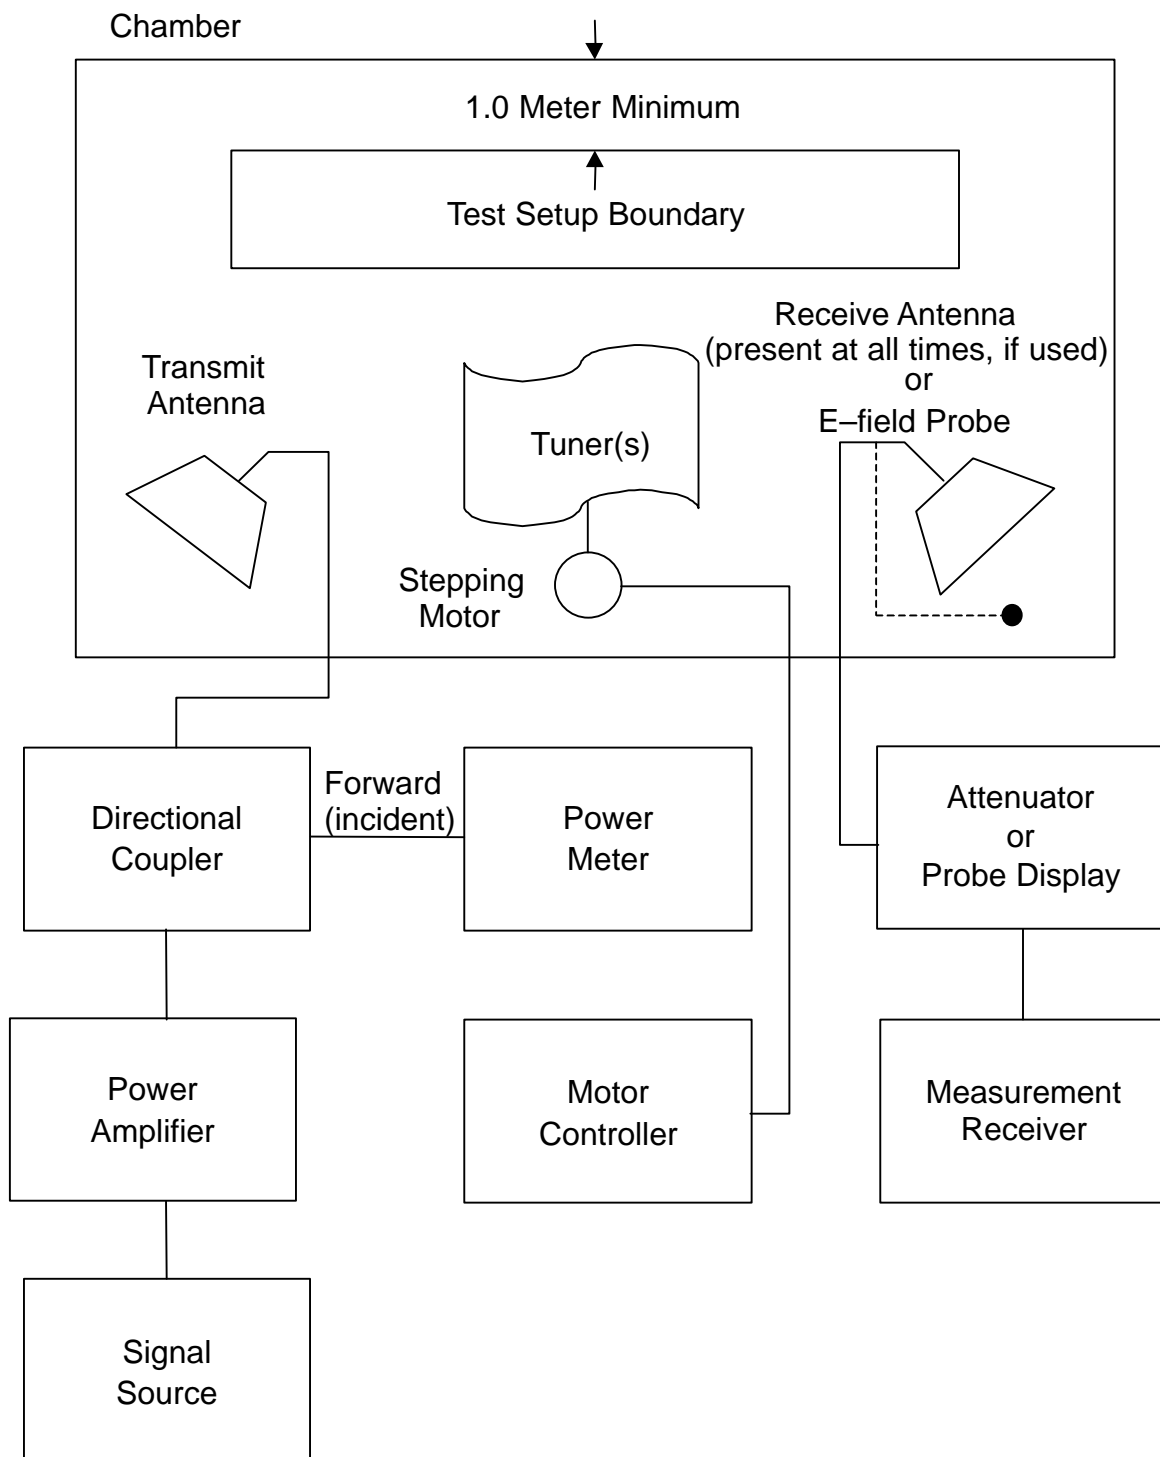 Chamber
1.0 Meter Minimum
Test Setup Boundary
Receive Antenna
(present at all times, if used)
or
E–field Probe
Transmit
Antenna
Tuner(s)
Stepping
Motor
Directional
Coupler
Forward
(incident)
Power
Meter
Attenuator
or
Probe Display
Power
Amplifier
Motor
Controller
Measurement
Receiver
Signal
Source